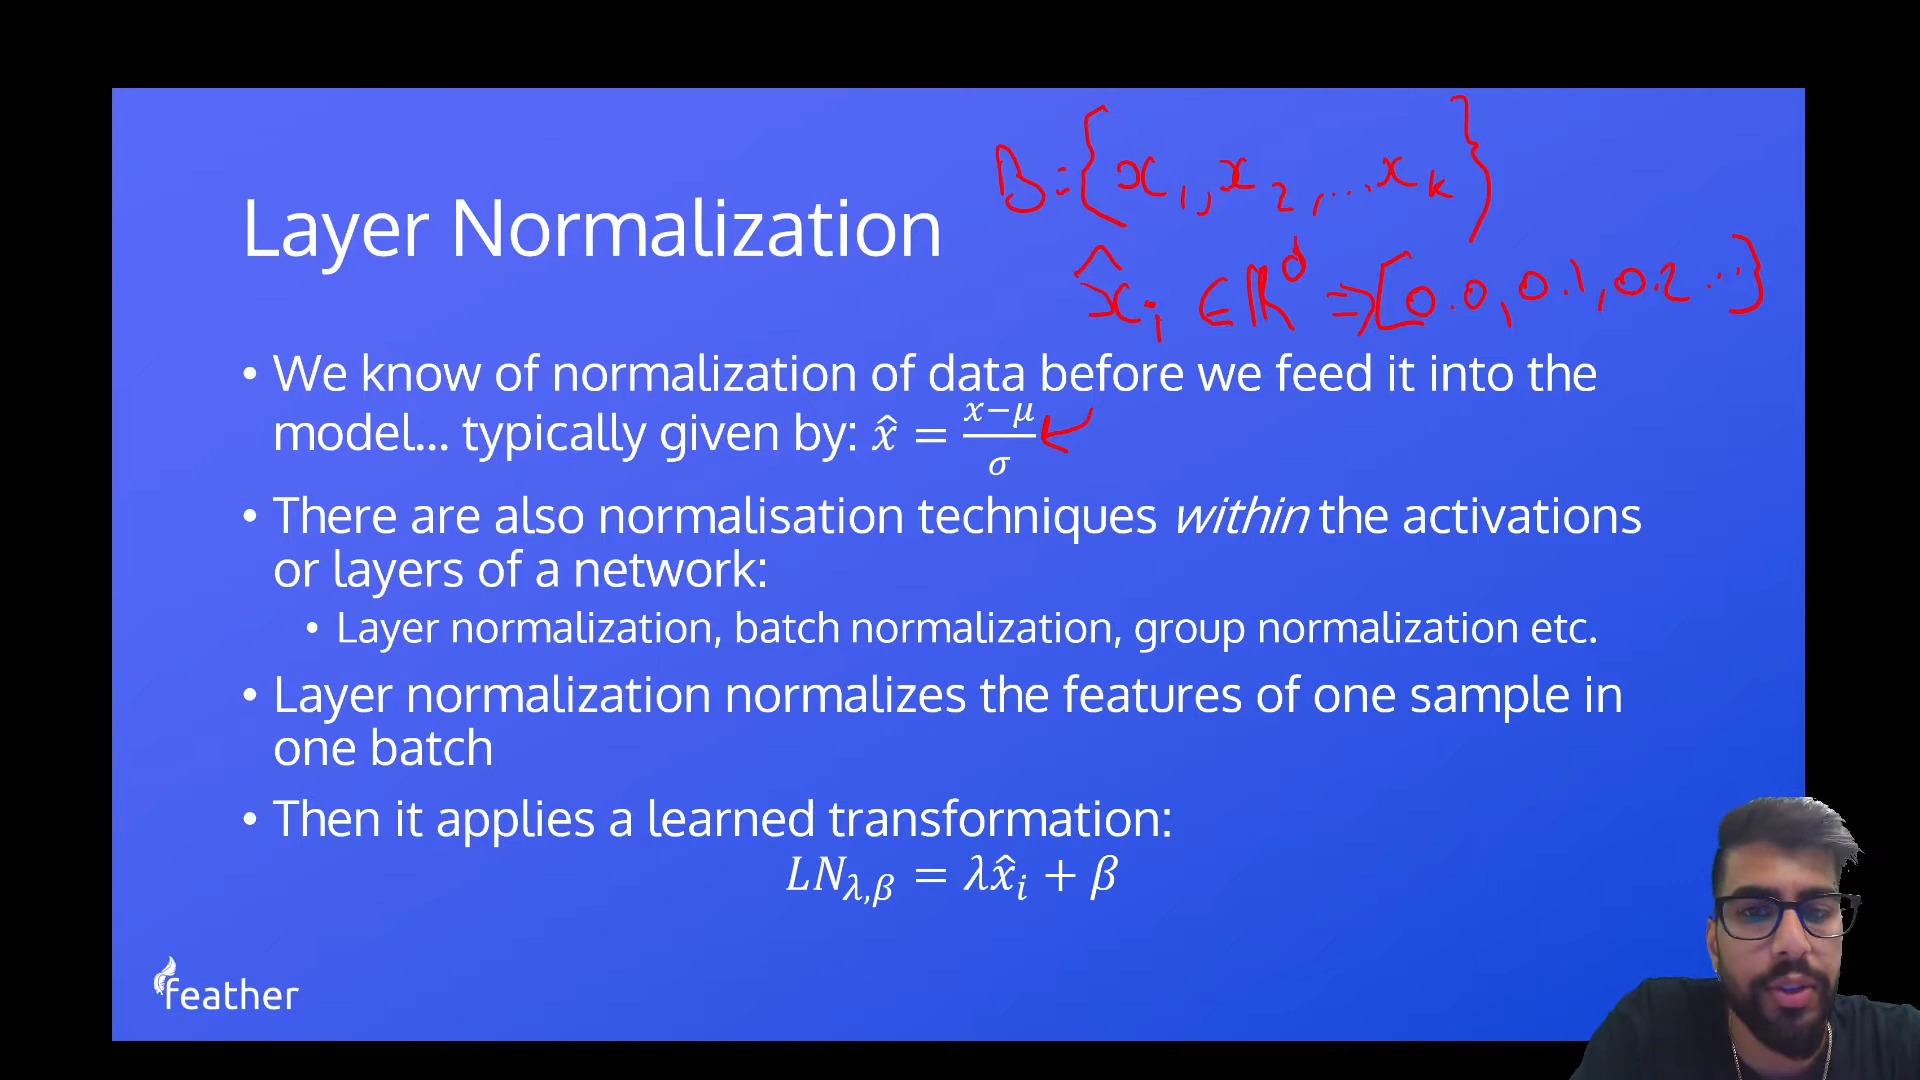 B={x₁,x₂,...x_k}
Layer Normalization
x̂ᵢ ∈ ℝᵈ ⇒ [0.0,0.1,0.2...]
• We know of normalization of data before we feed it into the
model... typically given by: x̂ = (x−μ)/σ
• There are also normalisation techniques within the activations
or layers of a network:
• Layer normalization, batch normalization, group normalization etc.
• Layer normalization normalizes the features of one sample in
one batch
• Then it applies a learned transformation:
LN_{λ,β} = λx̂ᵢ + β
feather